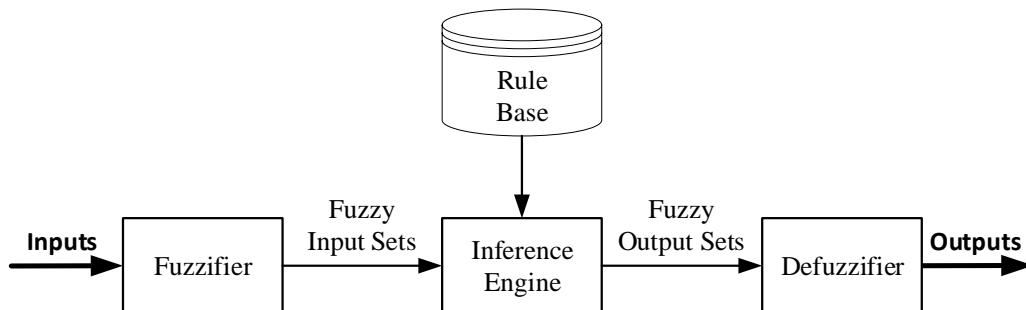 Rule
Base
Inputs
Fuzzifier
Fuzzy
Input Sets
Inference
Engine
Fuzzy
Output Sets
Defuzzifier
Outputs